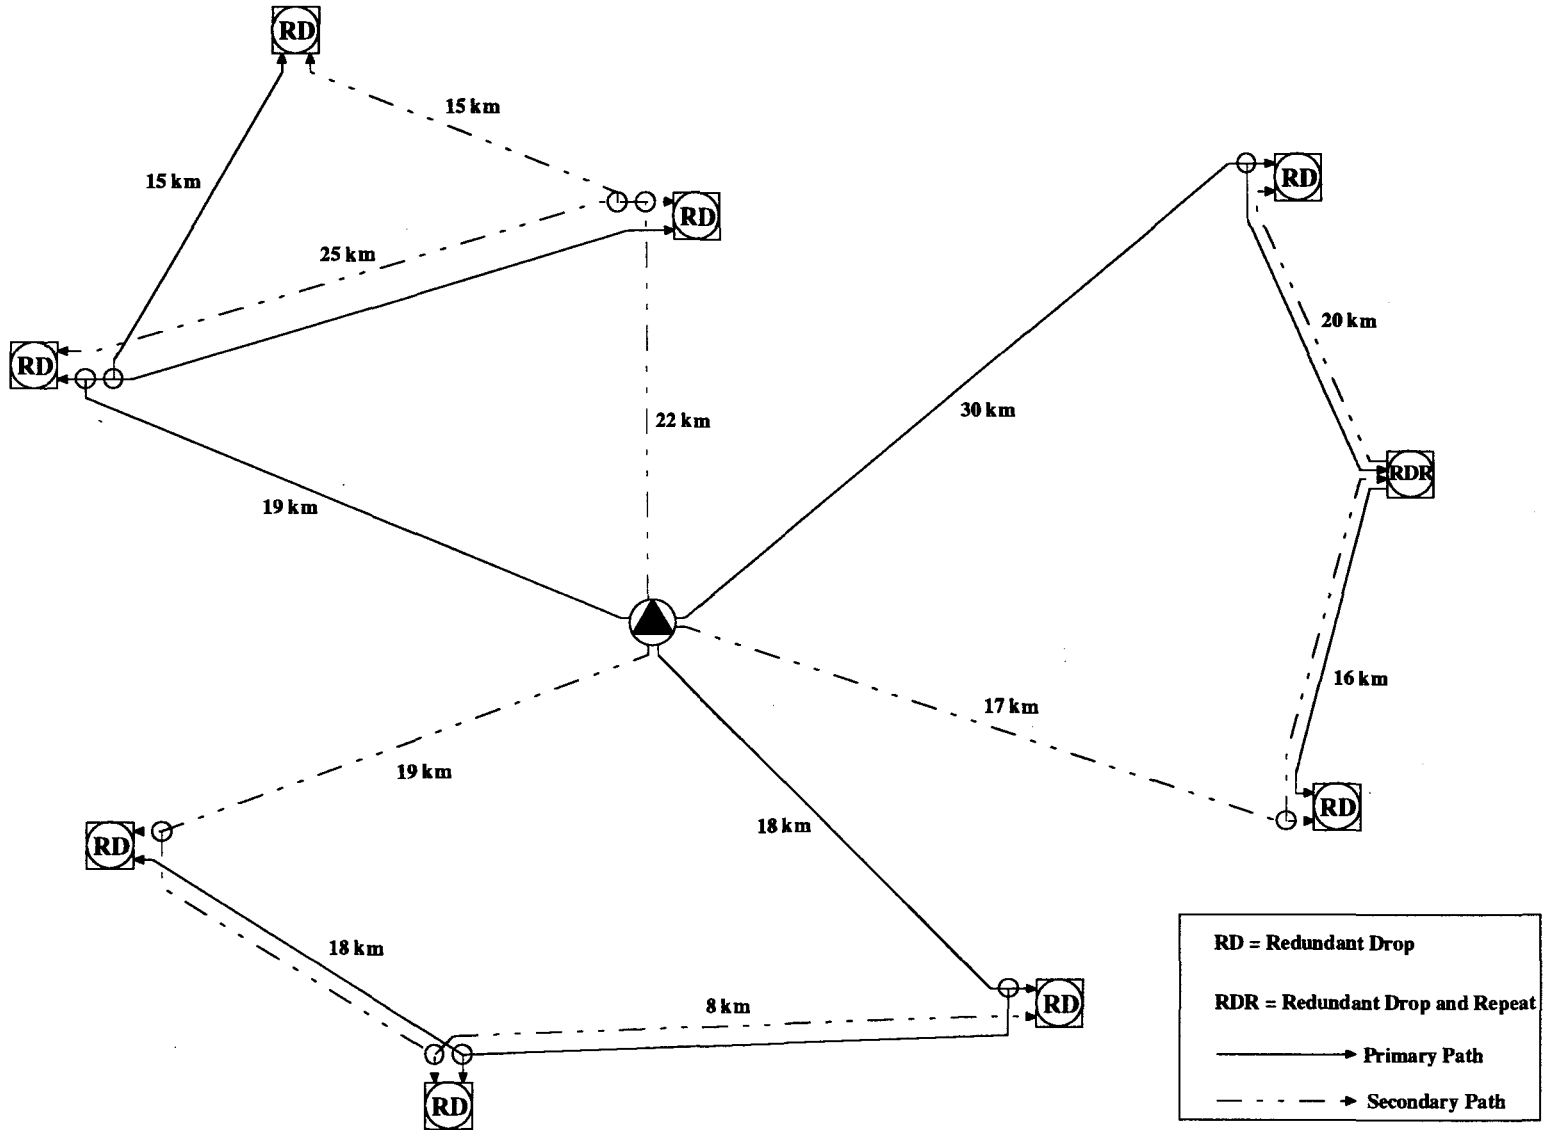 RD
15 km
15 km
RD
RD
25 km
20 km
RD
30 km
22 km
RDR
19 km
16 km
17 km
19 km
RD
18 km
RD
18 km
RD = Redundant Drop
8 km
RD
RDR = Redundant Drop and Repeat
Primary Path
RD
Secondary Path